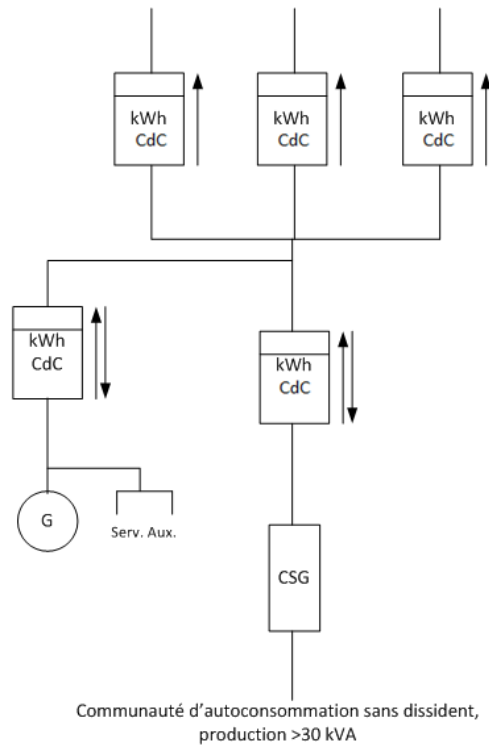 kWh
CdC
kWh
CdC
kWh
CdC
kWh
CdC
kWh
CdC
G
Serv. Aux.
CSG
Communauté d'autoconsommation sans dissident,
production >30 kVA